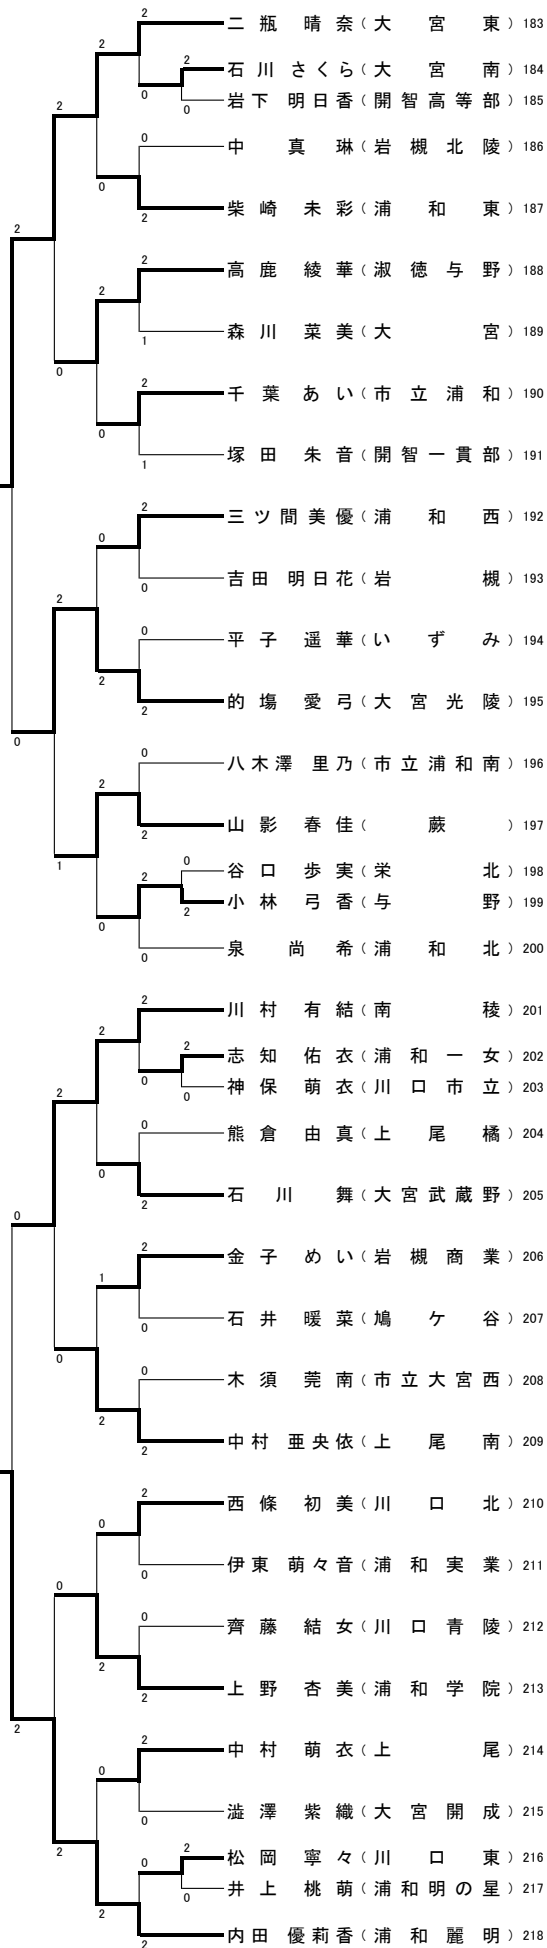 二瓶晴奈（大宮東）183
石川さくら（大宮南）184
岩下明日香（開智高等部）185
中真琳（岩槻北陵）186
柴崎未彩（浦和東）187
高鹿綾華（淑徳与野）188
森川菜美（大宮）189
千葉あい（市立浦和）190
塚田朱音（開智一貫部）191
三ツ間美優（浦和西）192
吉田明日花（岩槻）193
平子遥華（いずみ）194
的塲愛弓（大宮光陵）195
八木澤里乃（市立浦和南）196
山影春佳（蕨）197
谷口歩実（栄北）198
小林弓香（与野）199
泉尚希（浦和北）200
川村有結（南稜）201
志知佑衣（浦和一女）202
神保萌衣（川口市立）203
熊倉由真（上尾橘）204
石川舞（大宮武蔵野）205
金子めい（岩槻商業）206
石井暖菜（鳩ケ谷）207
木須莞南（市立大宮西）208
中村亜央依（上尾南）209
西條初美（川口北）210
伊東萌々音（浦和実業）211
齊藤結女（川口青陵）212
上野杏美（浦和学院）213
中村萌衣（上尾）214
澁澤紫織（大宮開成）215
松岡寧々（川口東）216
井上桃萌（浦和明の星）217
内田優莉香（浦和麗明）218